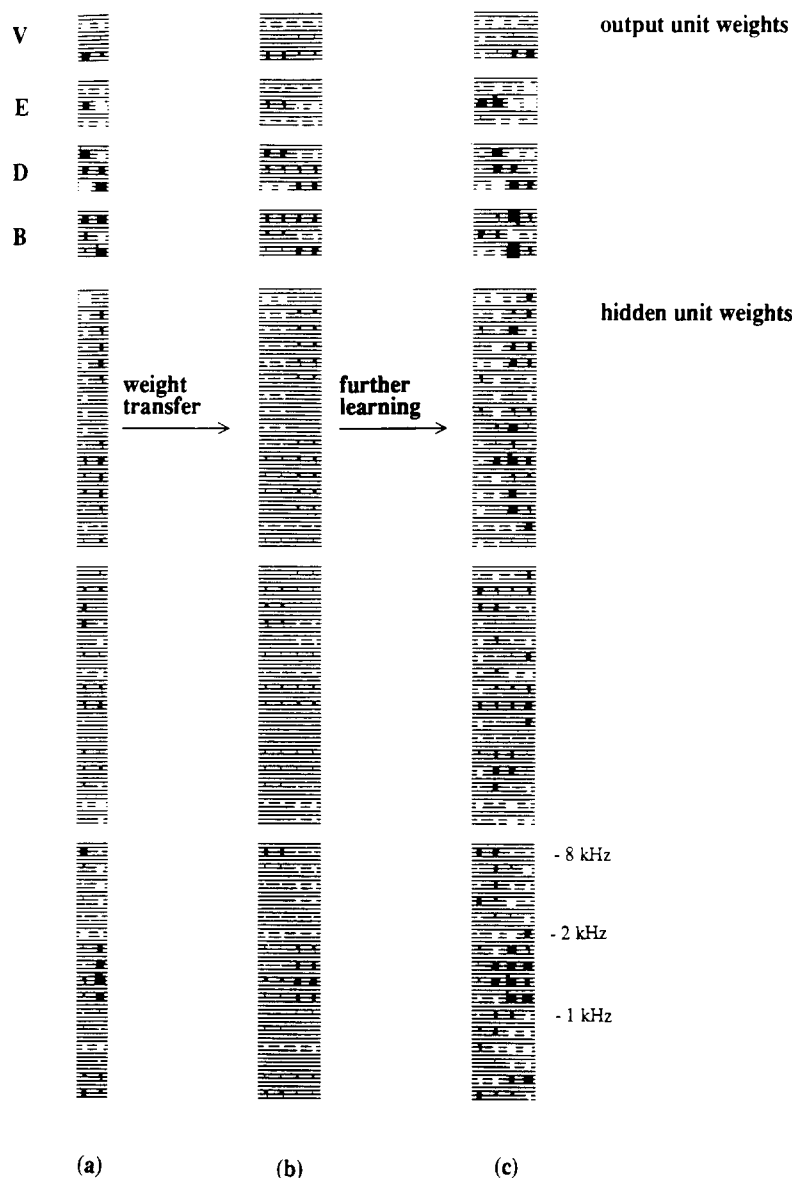 V
output unit weights
E
D
B
hidden unit weights
weight
transfer
further
learning
- 8 kHz
- 2 kHz
- 1 kHz
(a)
(b)
(c)